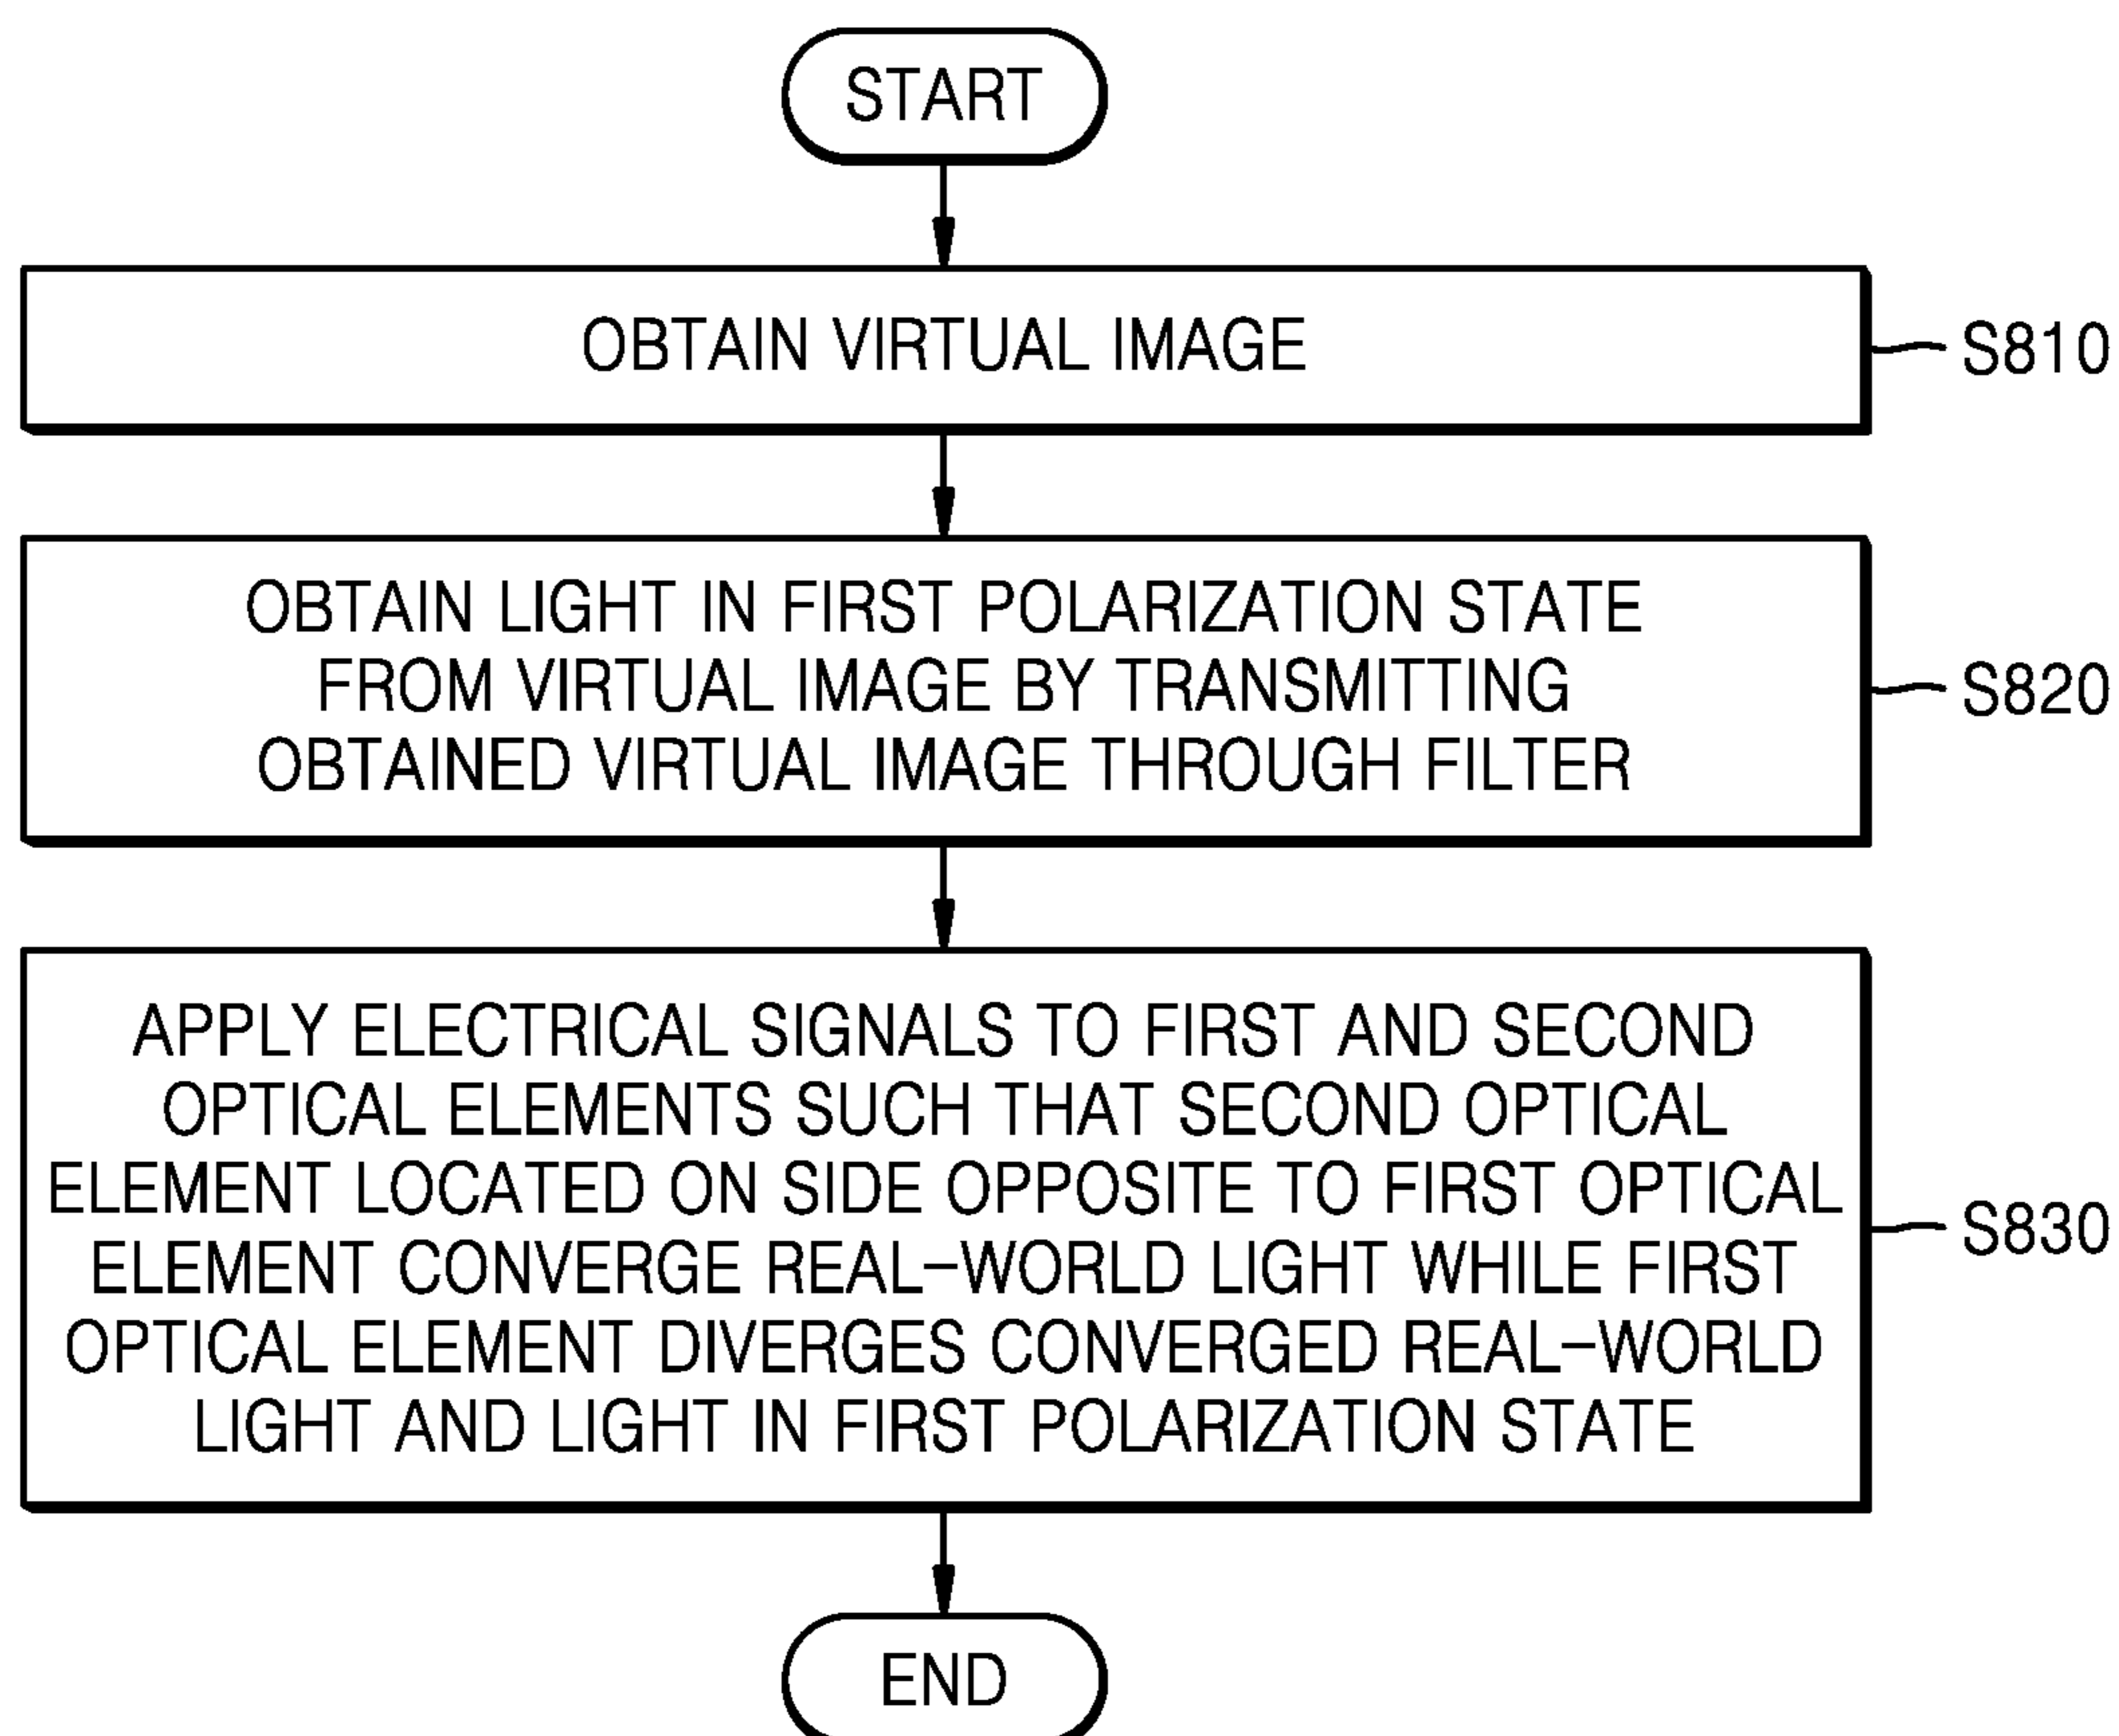 START
OBTAIN VIRTUAL IMAGE
S810
OBTAIN LIGHT IN FIRST POLARIZATION STATE
FROM VIRTUAL IMAGE BY TRANSMITTING
OBTAINED VIRTUAL IMAGE THROUGH FILTER
S820
APPLY ELECTRICAL SIGNALS TO FIRST AND SECOND
OPTICAL ELEMENTS SUCH THAT SECOND OPTICAL
ELEMENT LOCATED ON SIDE OPPOSITE TO FIRST OPTICAL
ELEMENT CONVERGE REAL-WORLD LIGHT WHILE FIRST
OPTICAL ELEMENT DIVERGES CONVERGED REAL-WORLD
LIGHT AND LIGHT IN FIRST POLARIZATION STATE
S830
END